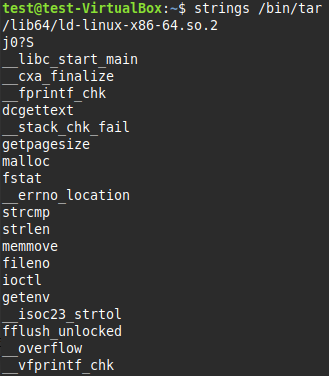 test@test-VirtualBox:~$ strings /bin/tar
/lib64/ld-linux-x86-64.so.2
j0?S
__libc_start_main
__cxa_finalize
__fprintf_chk
dcgettext
__stack_chk_fail
getpagesize
malloc
fstat
__errno_location
strcmp
strlen
memmove
fileno
ioctl
getenv
__isoc23_strtol
fflush_unlocked
__overflow
__vfprintf_chk